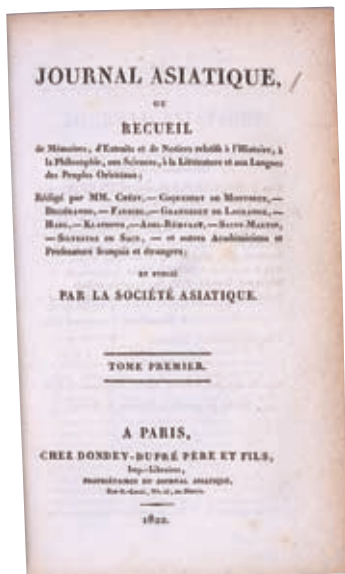 JOURNAL ASIATIQUE,
OU
RECUEIL
de Mémoires, d'Extraits et de Notices relatifs à l'Histoire, à
la Philosophie, aux Sciences, à la Littérature et aux Langues
des Peuples Orientaux;
Rédigé par MM. Chézy, — Coquebert de Montbret, —
Degérando, — Fauriel, — Grangeret de Lagrange, —
Hase, — Klaproth, — Abel-Rémusat, — Saint-Martin,
— Silvestre de Sacy, — et autres Académiciens et
Professeurs français et étrangers;
ET PUBLIÉ
PAR LA SOCIÉTÉ ASIATIQUE.
TOME PREMIER.
A PARIS,
CHEZ DONDEY-DUPRÉ PÈRE ET FILS,
Imp.-Libraires,
PROPRIÉTAIRES DU JOURNAL ASIATIQUE,
1822.